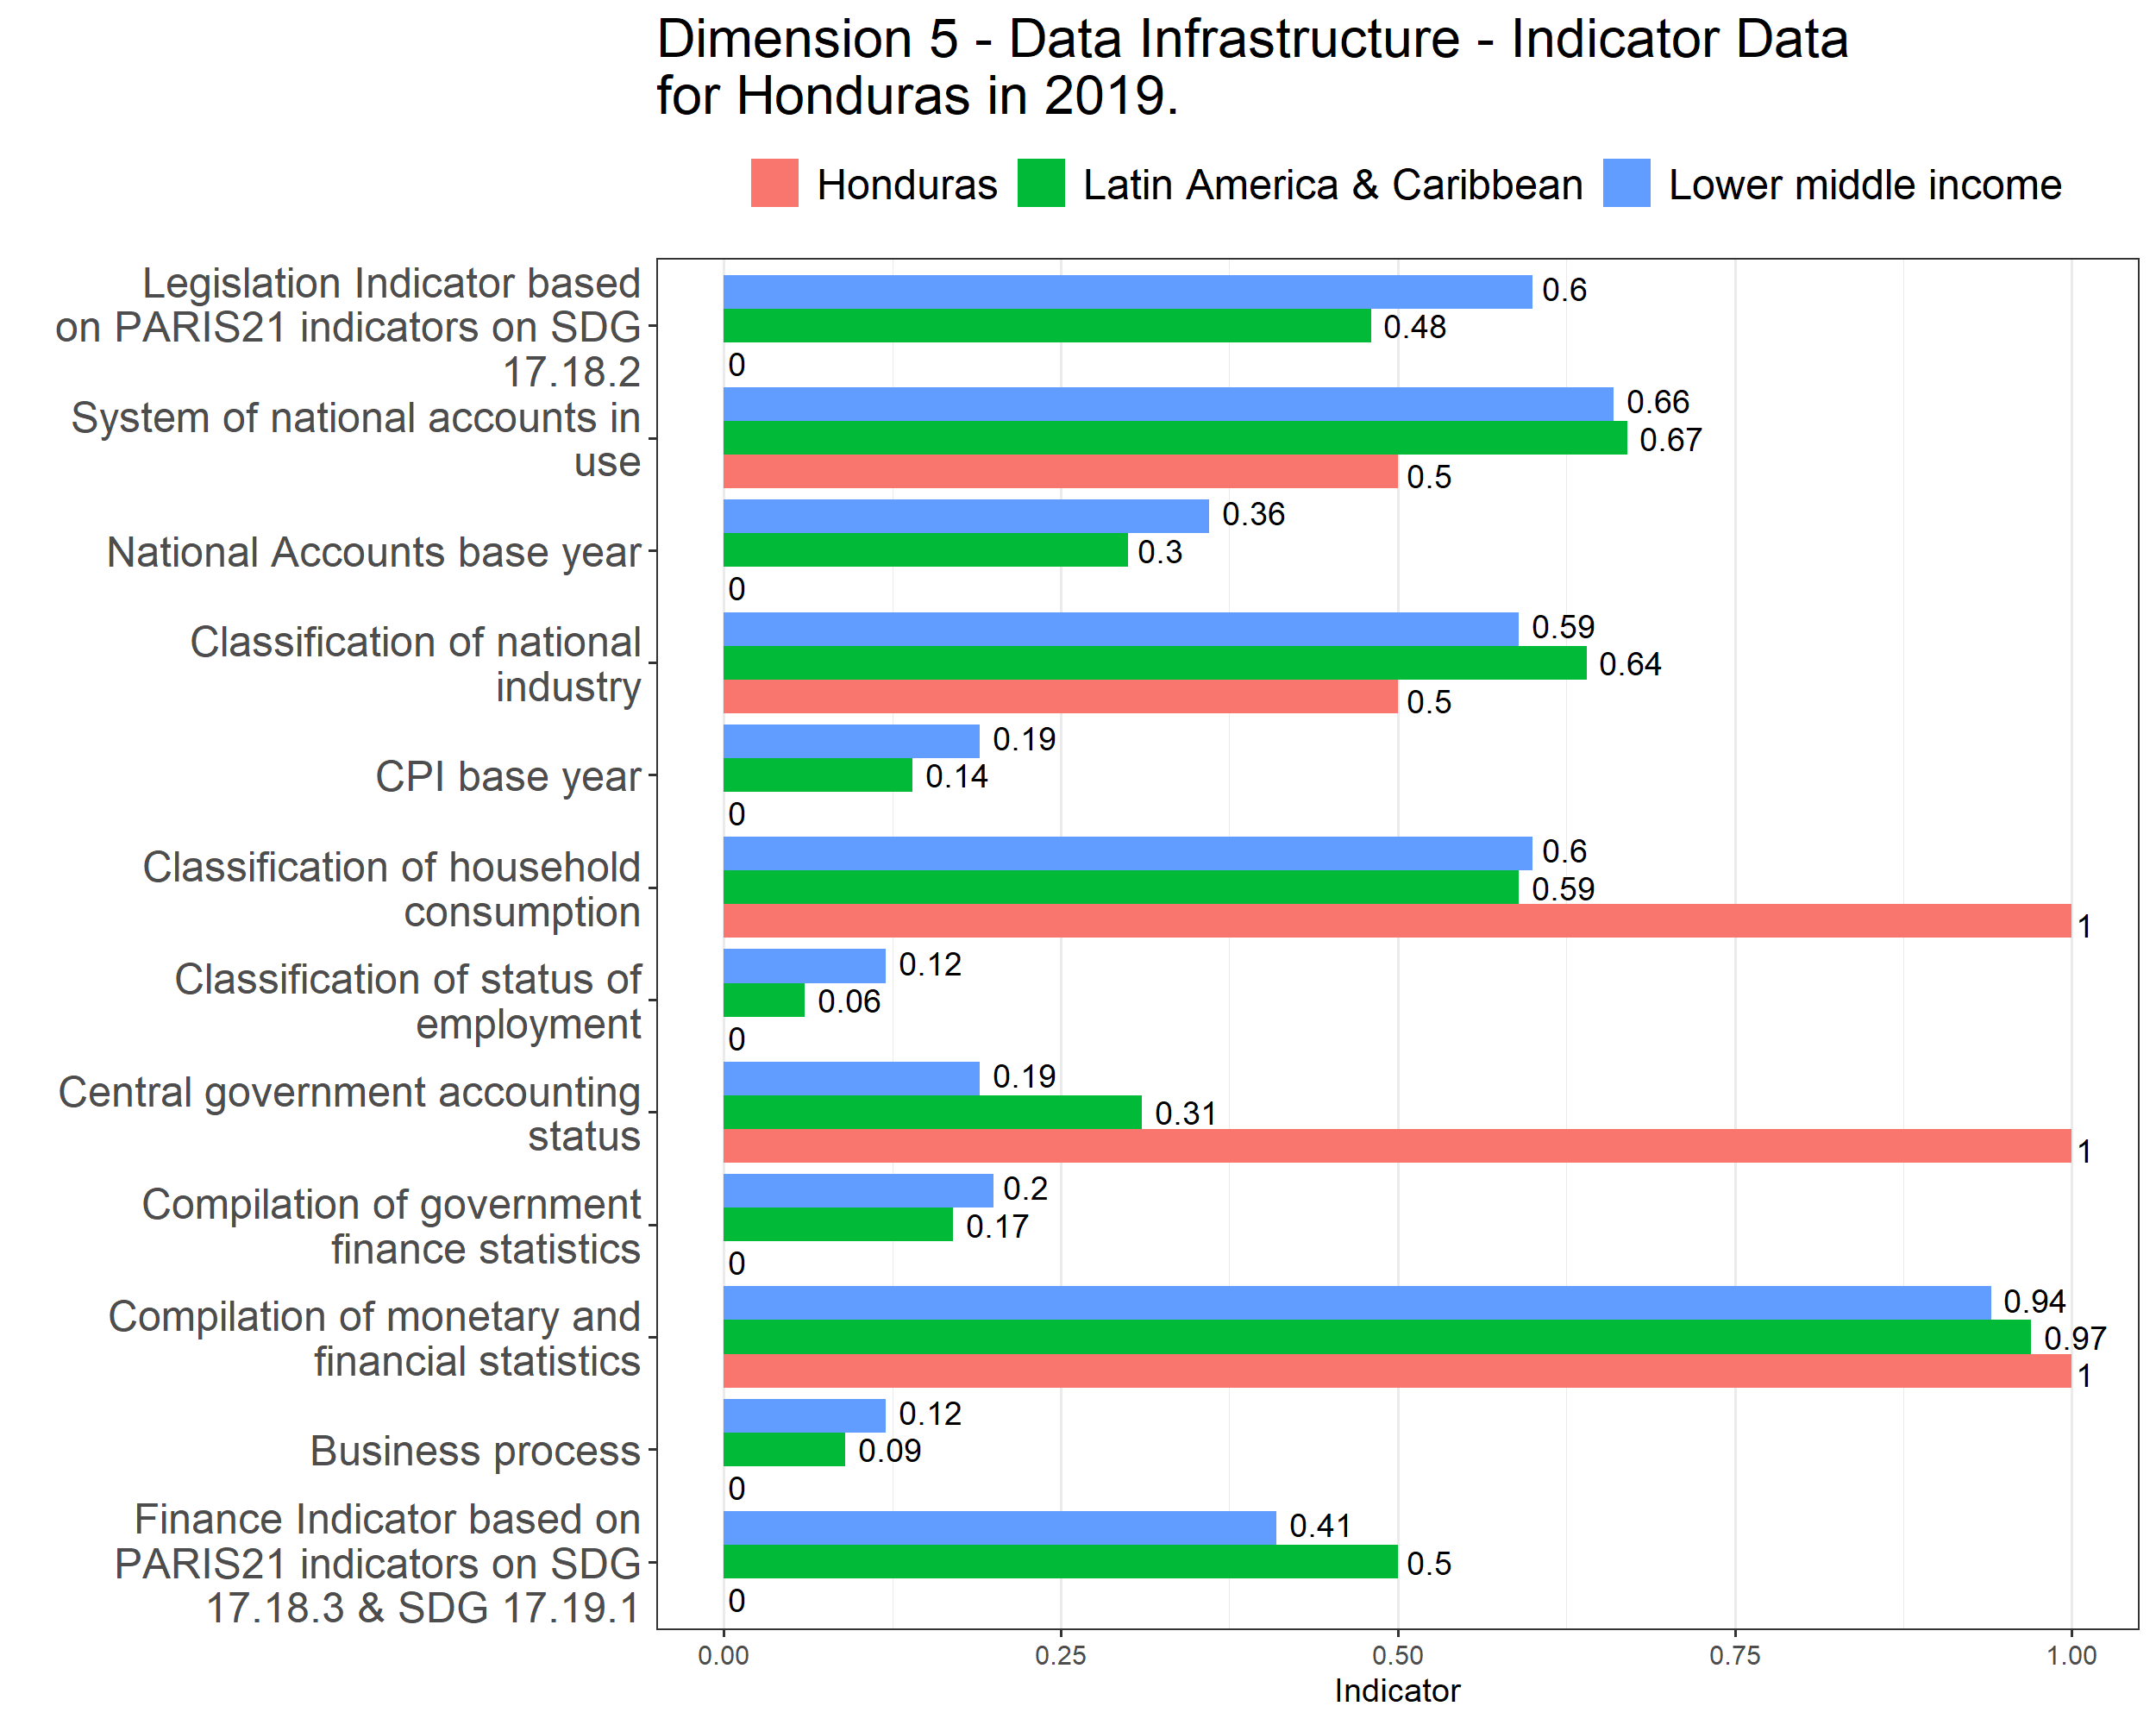 Dimension 5 - Data Infrastructure - Indicator Data
for Honduras in 2019.
Honduras
Latin America & Caribbean
Lower middle income
Legislation Indicator based
on PARIS21 indicators on SDG
17.18.2
0.6
0.48
0
System of national accounts in
use
0.66
0.67
0.5
National Accounts base year
0.36
0.3
0
Classification of national
industry
0.59
0.64
0.5
CPI base year
0.19
0.14
0
Classification of household
consumption
0.6
0.59
1
Classification of status of
employment
0.12
0.06
0
Central government accounting
status
0.19
0.31
1
Compilation of government
finance statistics
0.2
0.17
0
Compilation of monetary and
financial statistics
0.94
0.97
1
Business process
0.12
0.09
0
Finance Indicator based on
PARIS21 indicators on SDG
17.18.3 & SDG 17.19.1
0.41
0.5
0
0.00
0.25
0.50
0.75
1.00
Indicator